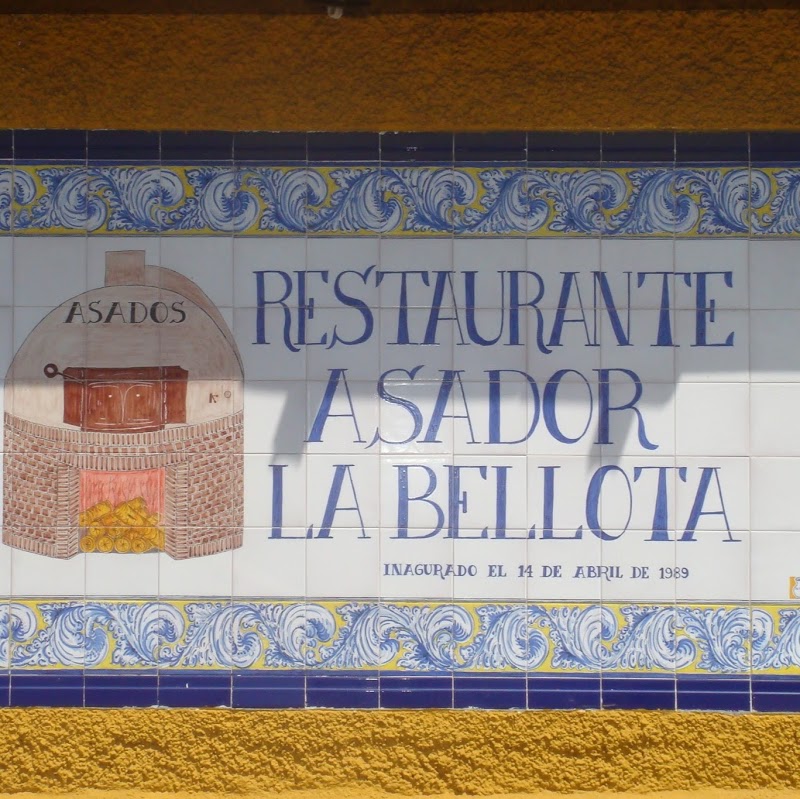 ASADOS
RESTAURANTE
ASADOR
LA BELLOTA
INAGURADO EL 14 DE ABRIL DE 1989